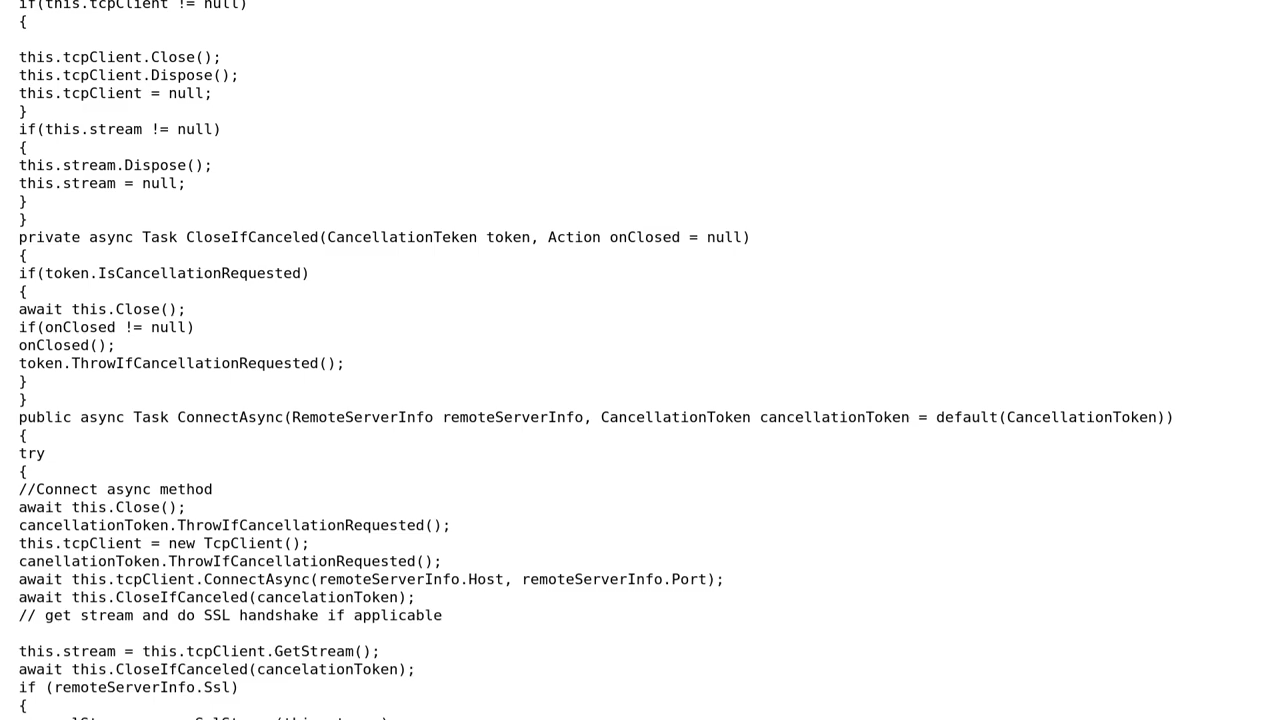 if(this.tcpClient != null)
{
this.tcpClient.Close();
this.tcpClient.Dispose();
this.tcpClient = null;
}
if(this.stream != null)
{
this.stream.Dispose();
this.stream = null;
}
}
private async Task CloseIfCanceled(CancellationTeken token, Action onClosed = null)
{
if(token.IsCancellationRequested)
{
await this.Close();
if(onClosed != null)
onClosed();
token.ThrowIfCancellationRequested();
}
}
public async Task ConnectAsync(RemoteServerInfo remoteServerInfo, CancellationToken cancellationToken = default(CancellationToken))
{
try
{
//Connect async method
await this.Close();
cancellationToken.ThrowIfCancellationRequested();
this.tcpClient = new TcpClient();
canellationToken.ThrowIfCancellationRequested();
await this.tcpClient.ConnectAsync(remoteServerInfo.Host, remoteServerInfo.Port);
await this.CloseIfCanceled(cancelationToken);
// get stream and do SSL handshake if applicable
this.stream = this.tcpClient.GetStream();
await this.CloseIfCanceled(cancelationToken);
if (remoteServerInfo.Ssl)
{